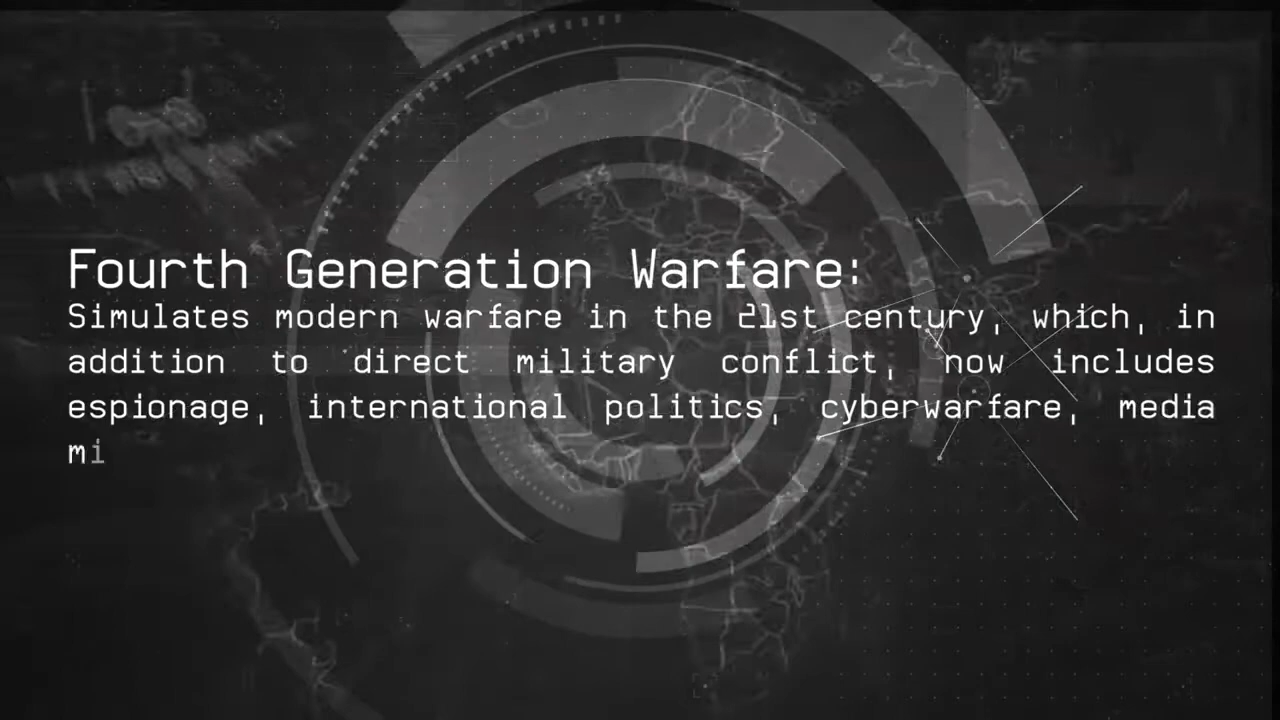 Fourth Generation Warfare:
Simulates modern warfare in the 21st century, which, in
addition to direct military conflict, now includes
espionage, international politics, cyberwarfare, media
mi